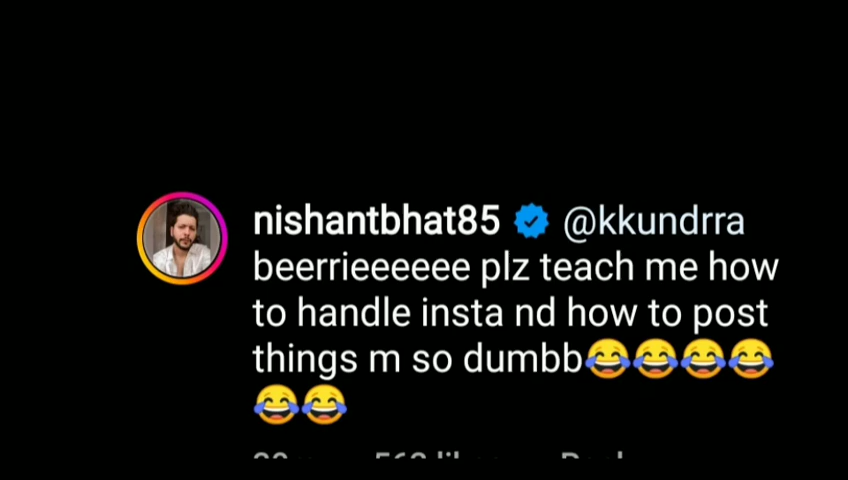 nishantbhat85 @kkundrra
beerrieeeeee plz teach me how
to handle insta nd how to post
things m so dumbb😂😂😂😂
😂😂